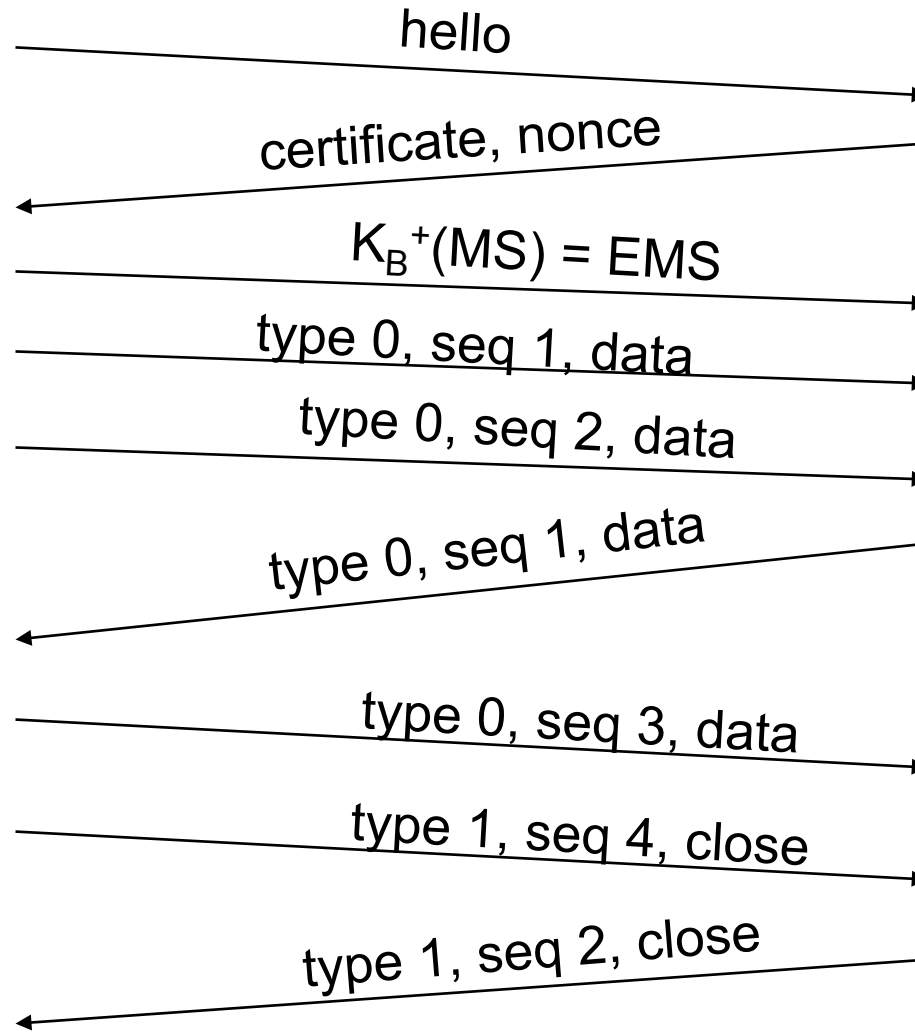 hello
certificate, nonce
K_B⁺(MS) = EMS
type 0, seq 1, data
type 0, seq 2, data
type 0, seq 1, data
type 0, seq 3, data
type 1, seq 4, close
type 1, seq 2, close